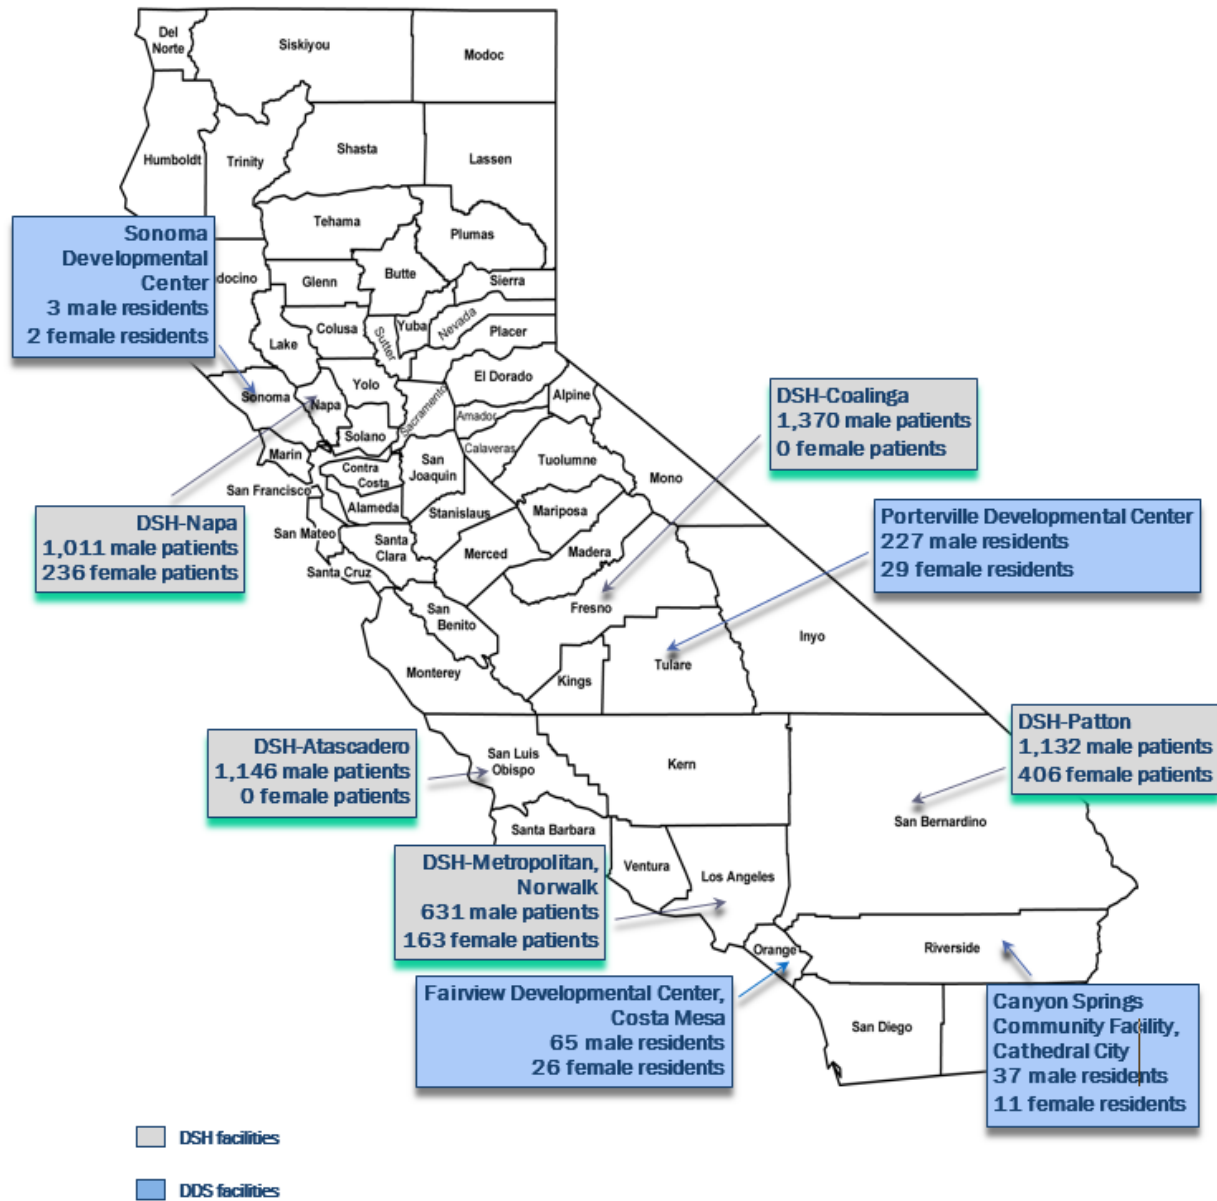 Del
Norte
Siskiyou
Modoc
Humboldt
Trinity
Shasta
Lassen
Tehama
Plumas
Sonoma
Developmental
Center
3 male residents
2 female residents
docino
Glenn
Butte
Sierra
Lake
Colusa
Sutter
Yuba
Nevada
Placer
Sonoma
Napa
Yolo
Sacramento
El Dorado
Alpine
Amador
Solano
Calaveras
Marin
Contra
Costa
San
Joaquin
Tuolumne
Mono
DSH-Coalinga
1,370 male patients
0 female patients
San Francisco
Alameda
Stanislaus
Mariposa
San Mateo
Santa
Clara
Merced
Madera
Santa Cruz
DSH-Napa
1,011 male patients
236 female patients
Porterville Developmental Center
227 male residents
29 female residents
San
Benito
Fresno
Inyo
Monterey
Kings
Tulare
DSH-Atascadero
1,146 male patients
0 female patients
San Luis
Obispo
Kern
DSH-Patton
1,132 male patients
406 female patients
San Bernardino
Santa Barbara
Ventura
Los Angeles
DSH-Metropolitan,
Norwalk
631 male patients
163 female patients
Orange
Riverside
Fairview Developmental Center,
Costa Mesa
65 male residents
26 female residents
San Diego
Canyon Springs
Community Facility,
Cathedral City
37 male residents
11 female residents
DSH facilities
DDS facilities